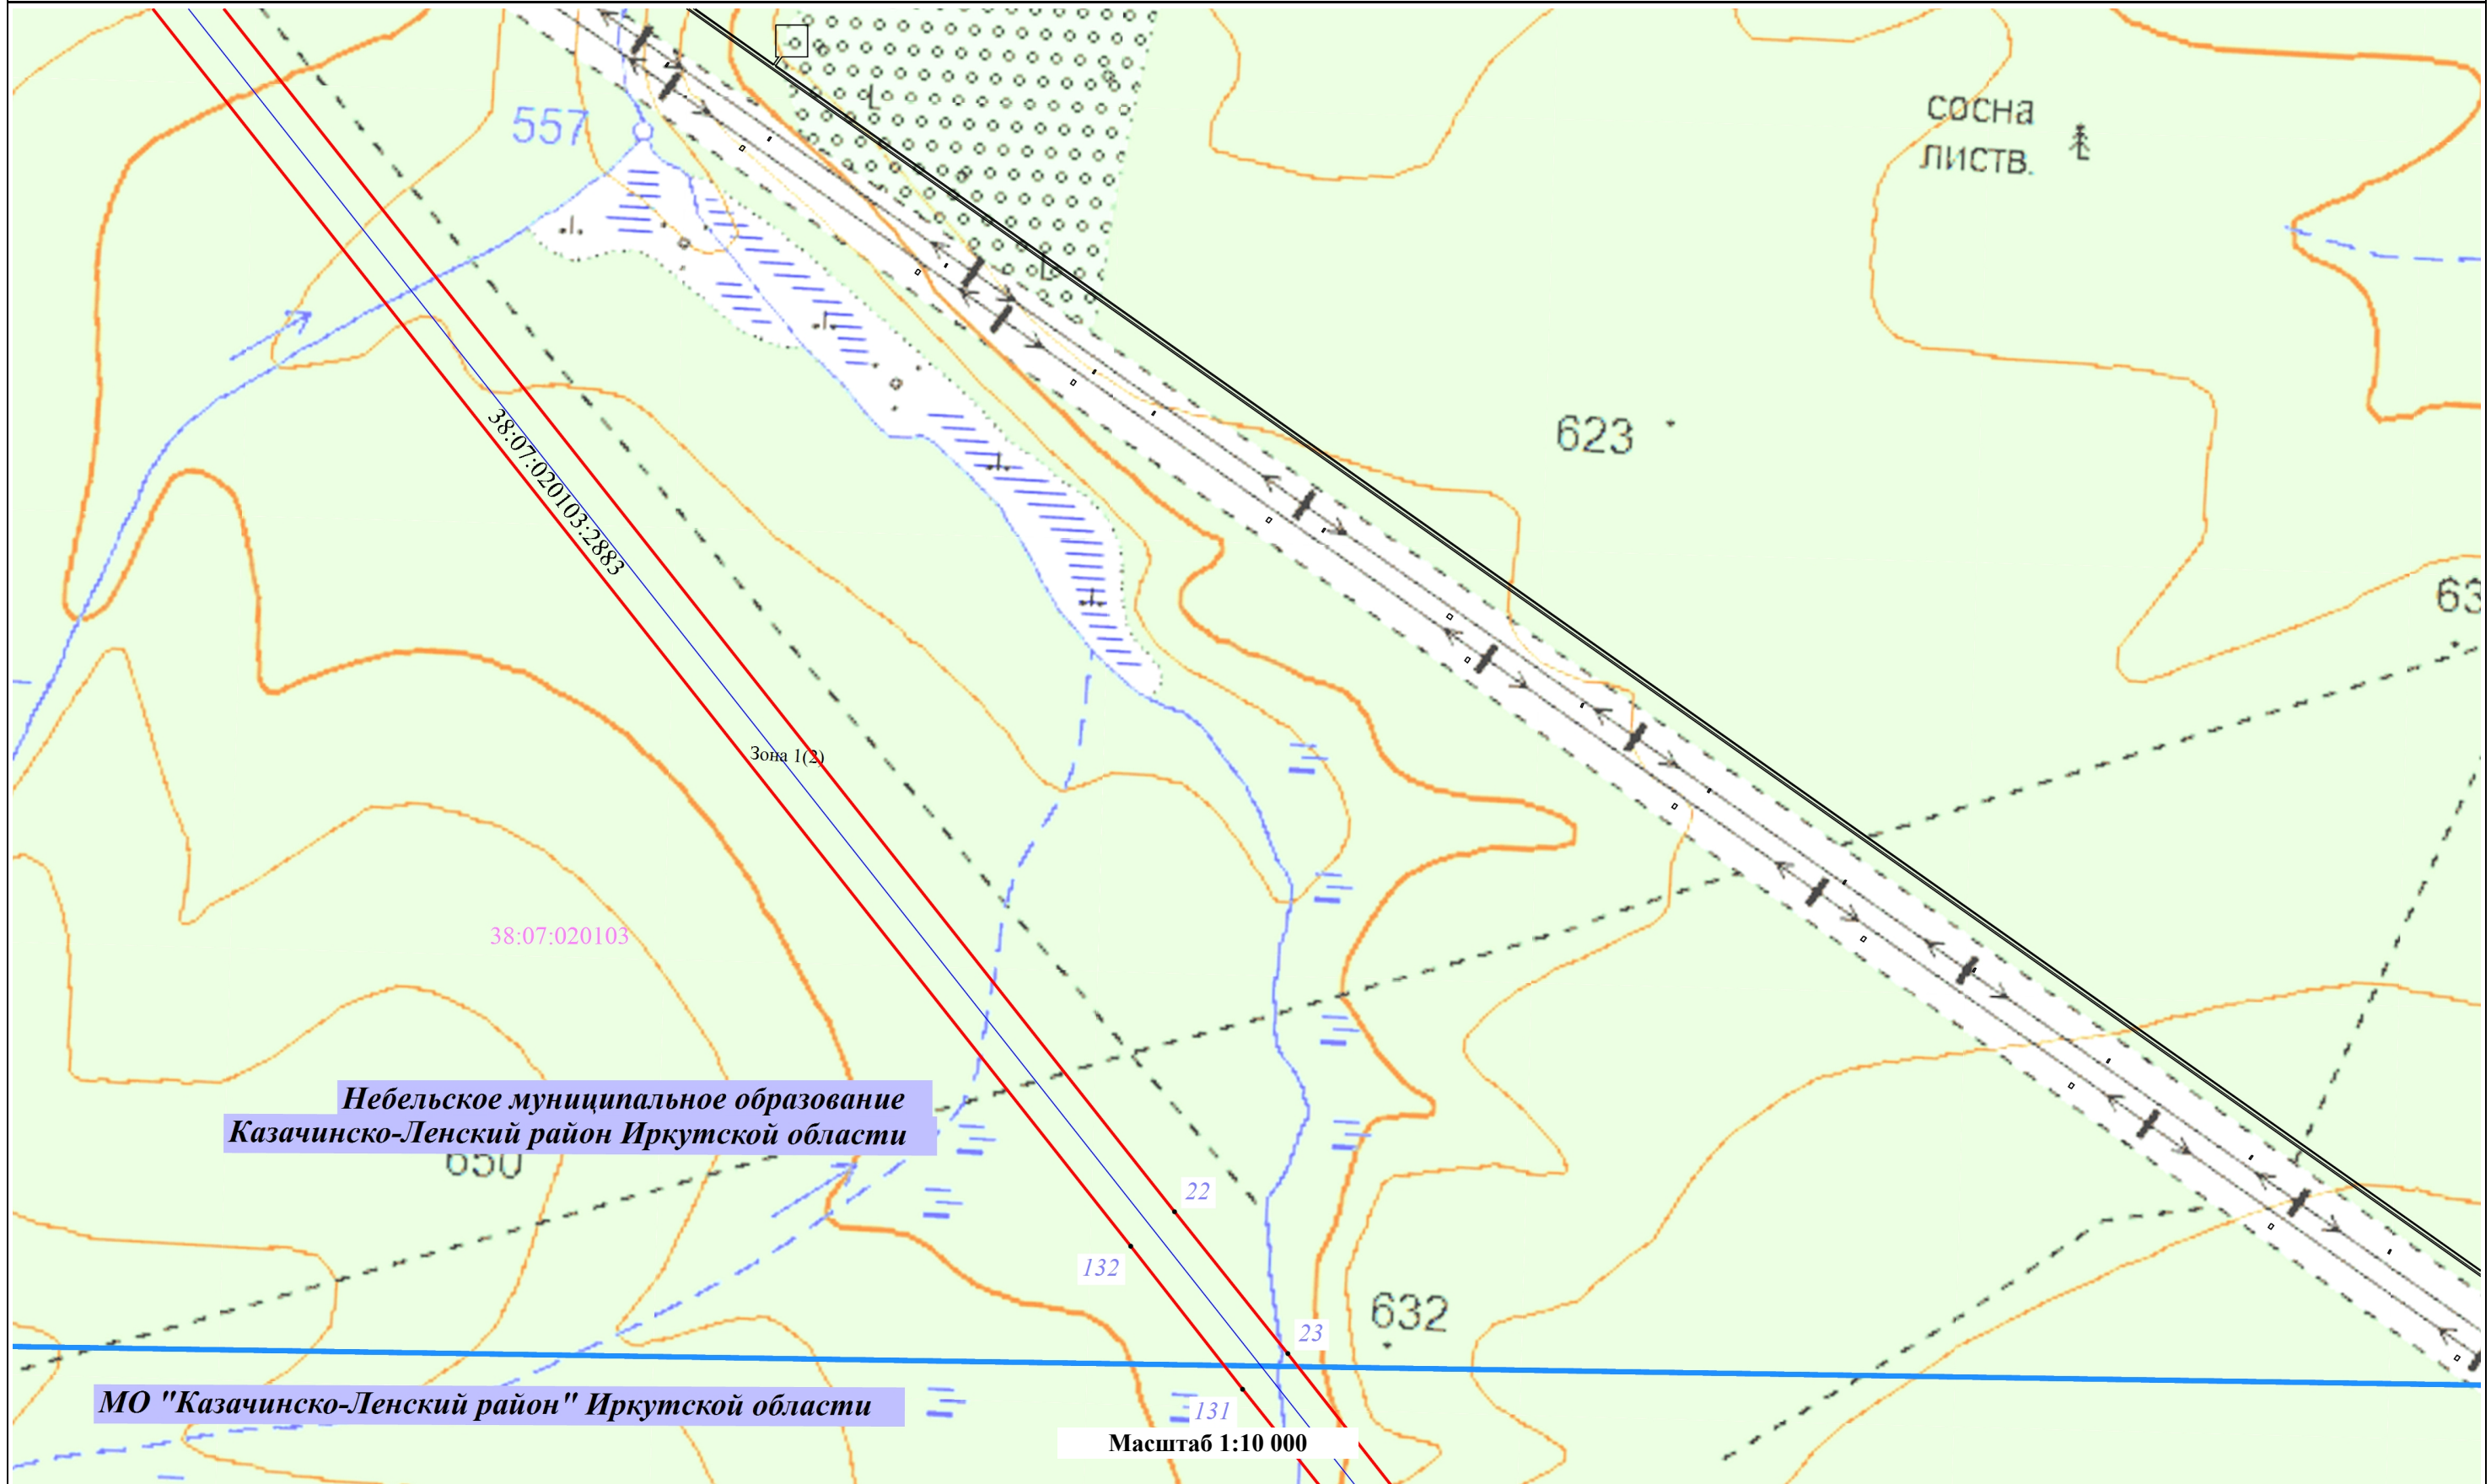 сосна
листв.
557
623
38:07:020103:2883
63
Зона 1(2)
38:07:020103
Небельское муниципальное образование
Казачинско-Ленский район Иркутской области
650
22
132
632
23
МО "Казачинско-Ленский район" Иркутской области
131
Масштаб 1:10 000